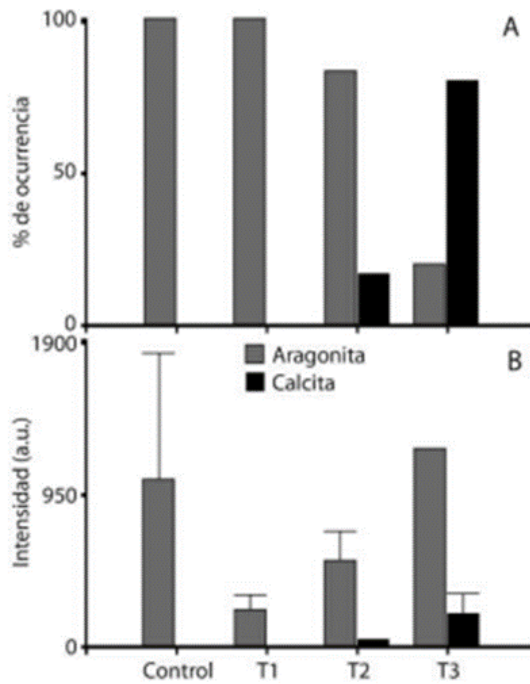 100
A
% de ocurrencia
50
0
1900
Aragonita
B
Calcita
Intensidad (a.u.)
950
0
Control T1 T2 T3